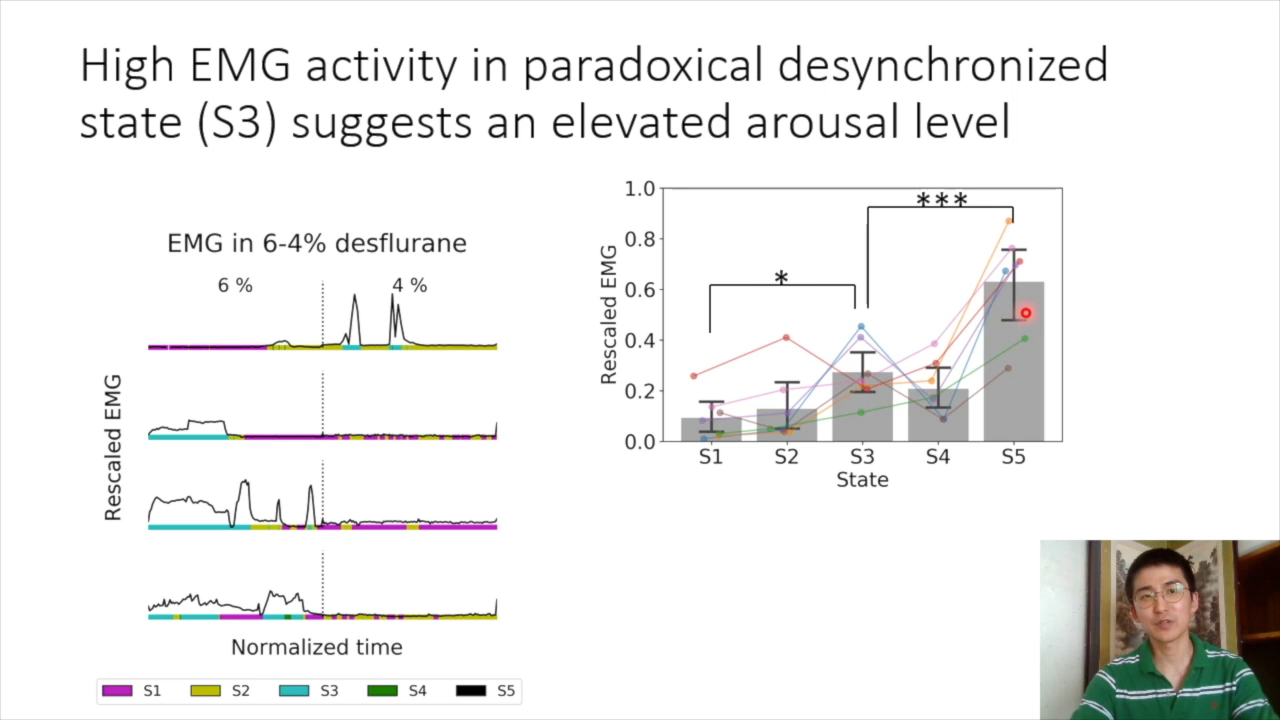 High EMG activity in paradoxical desynchronized
state (S3) suggests an elevated arousal level
EMG in 6-4% desflurane
6 %
4 %
Rescaled EMG
Normalized time
S1
S2
S3
S4
S5
1.0
0.8
0.6
0.4
0.2
0.0
Rescaled EMG
*
***
S1
S2
S3
S4
S5
State